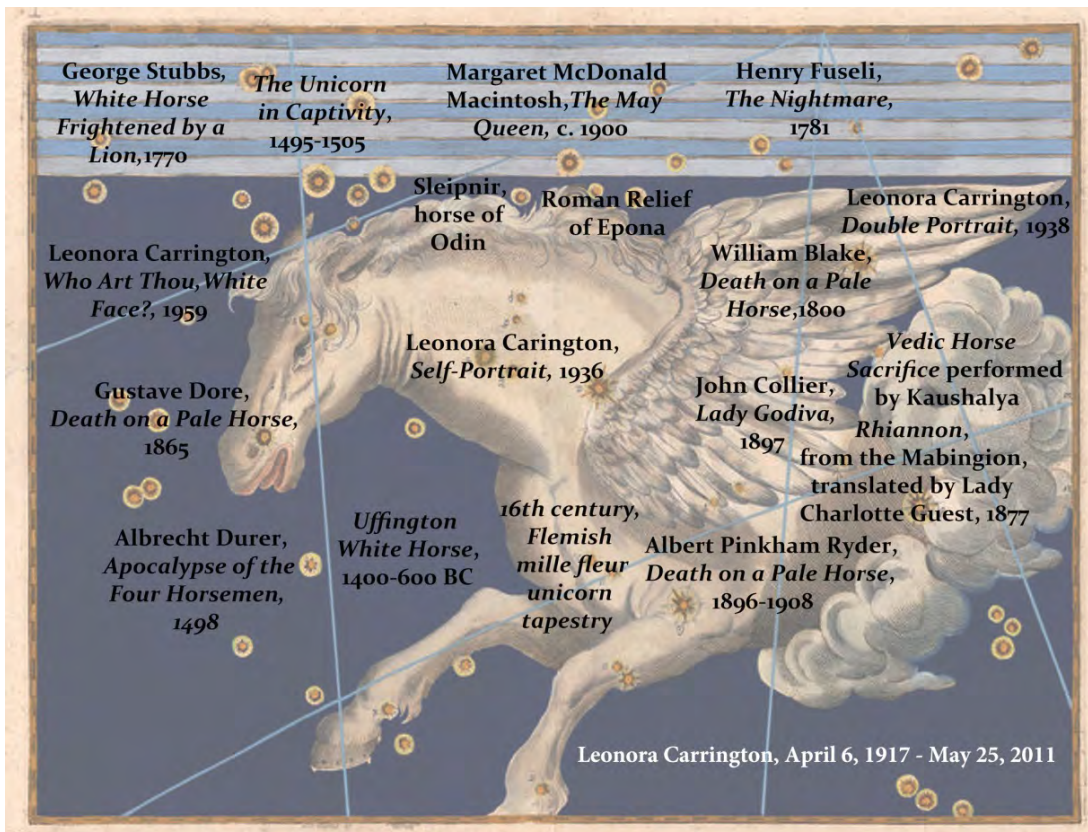 George Stubbs,
White Horse
Frightened by a
Lion,1770
The Unicorn
in Captivity,
1495-1505
Margaret McDonald
Macintosh,The May
Queen, c. 1900
Henry Fuseli,
The Nightmare,
1781
Sleipnir,
horse of
Odin
Roman Relief
of Epona
Leonora Carrington,
Double Portrait, 1938
Leonora Carrington,
Who Art Thou,White
Face?, 1959
William Blake,
Death on a Pale
Horse,1800
Leonora Carington,
Self-Portrait, 1936
Vedic Horse
Sacrifice performed
by Kaushalya
Gustave Dore,
Death on a Pale Horse,
1865
John Collier,
Lady Godiva,
1897
Rhiannon,
from the Mabington,
translated by Lady
Charlotte Guest, 1877
Albrecht Durer,
Apocalypse of the
Four Horsemen,
1498
Uffington
White Horse,
1400-600 BC
16th century,
Flemish
mille fleur
unicorn
tapestry
Albert Pinkham Ryder,
Death on a Pale Horse,
1896-1908
Leonora Carrington, April 6, 1917 - May 25, 2011